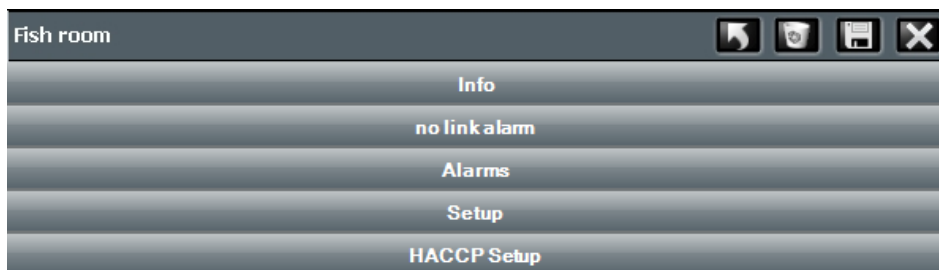 Fish room
Info
no link alarm
Alarms
Setup
HACCP Setup